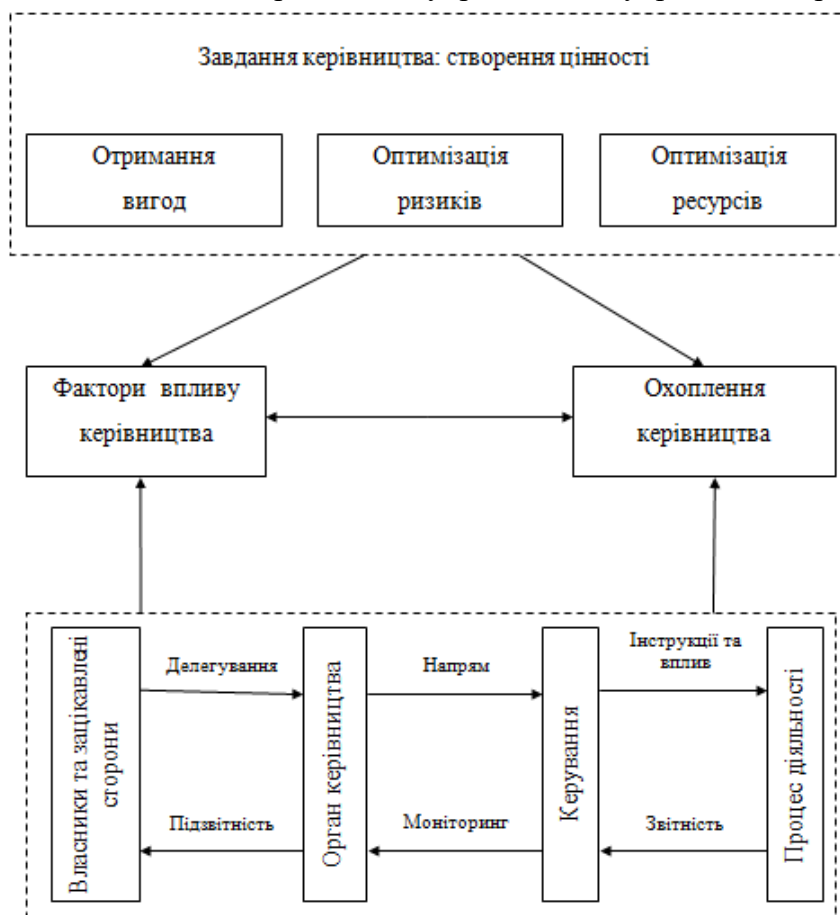 Завдання керівництва: створення цінності
Отримання
вигод
Оптимізація
ризиків
Оптимізація
ресурсів
Фактори впливу
керівництва
Охоплення
керівництва
Власники та зацікавлені
сторони
Делегування
Підзвітність
Орган керівництва
Напрям
Моніторинг
Керування
Інструкції та
вплив
Звітність
Процес діяльності